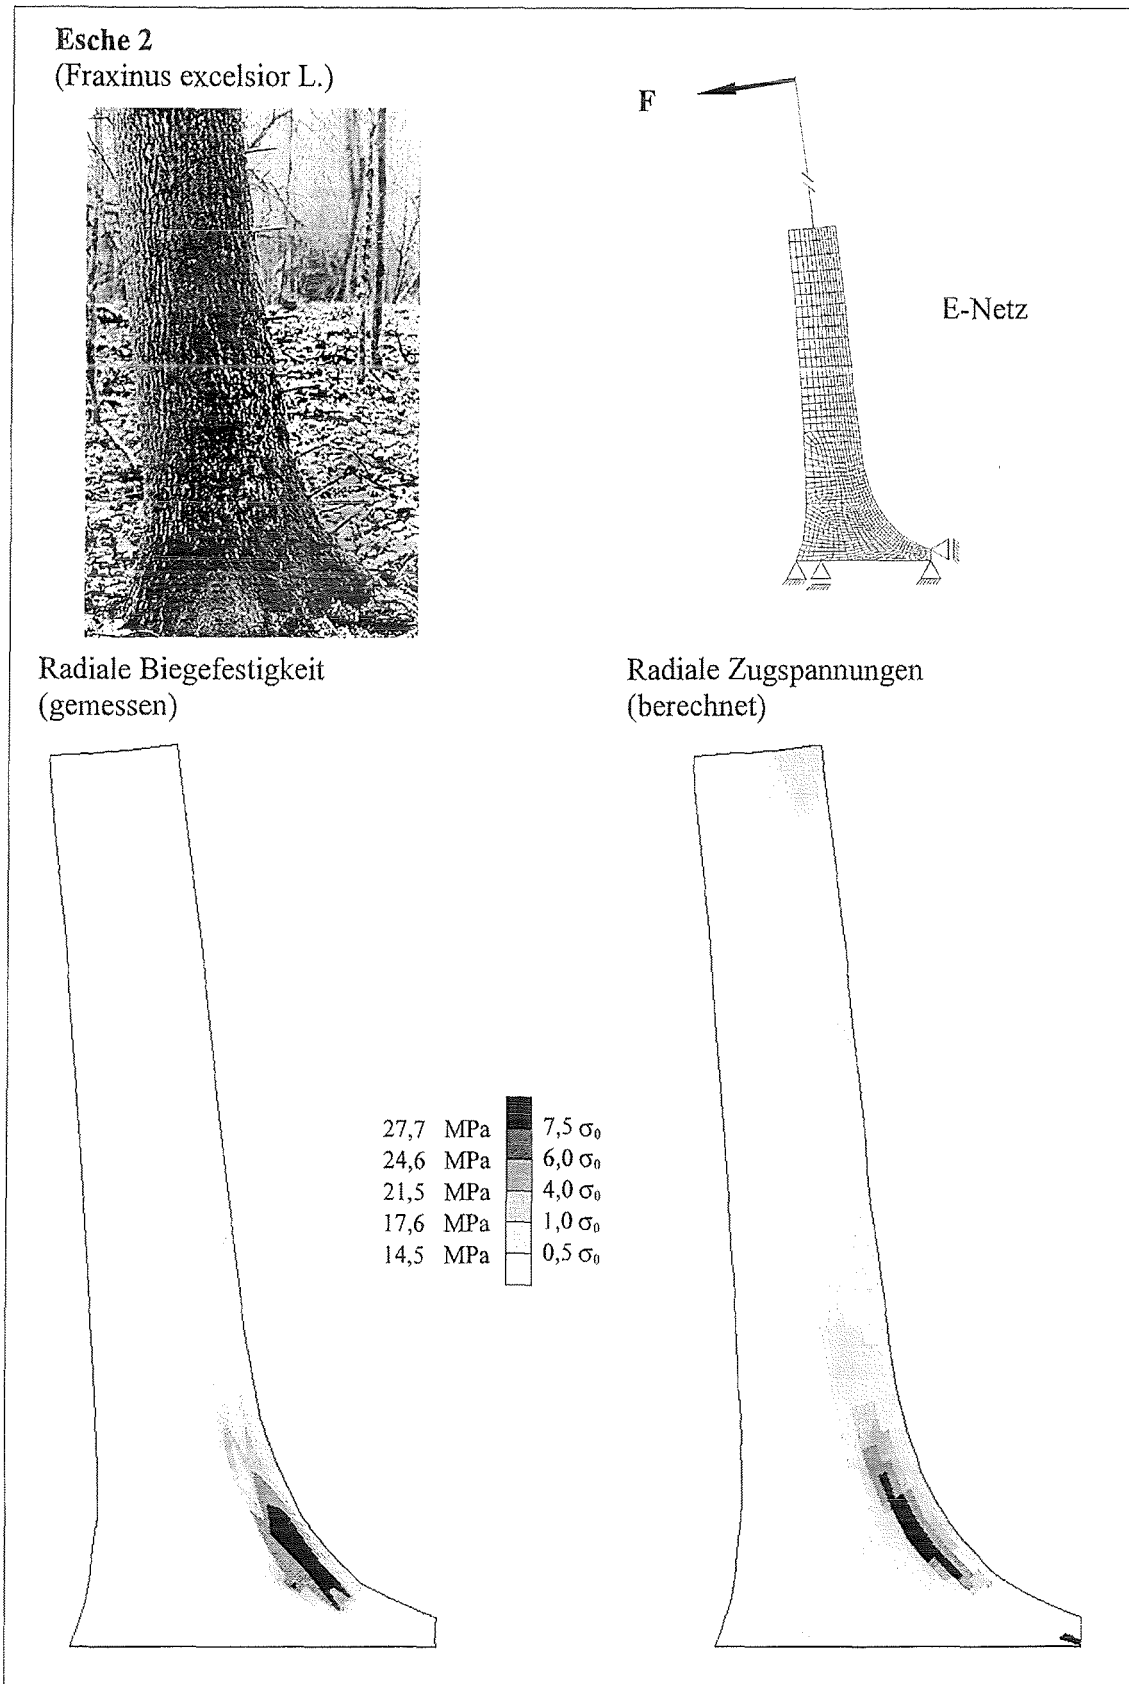 Esche 2
(Fraxinus excelsior L.)
F
E-Netz
Radiale Biegefestigkeit
(gemessen)
Radiale Zugspannungen
(berechnet)
27,7 MPa 7,5 σ₀
24,6 MPa 6,0 σ₀
21,5 MPa 4,0 σ₀
17,6 MPa 1,0 σ₀
14,5 MPa 0,5 σ₀